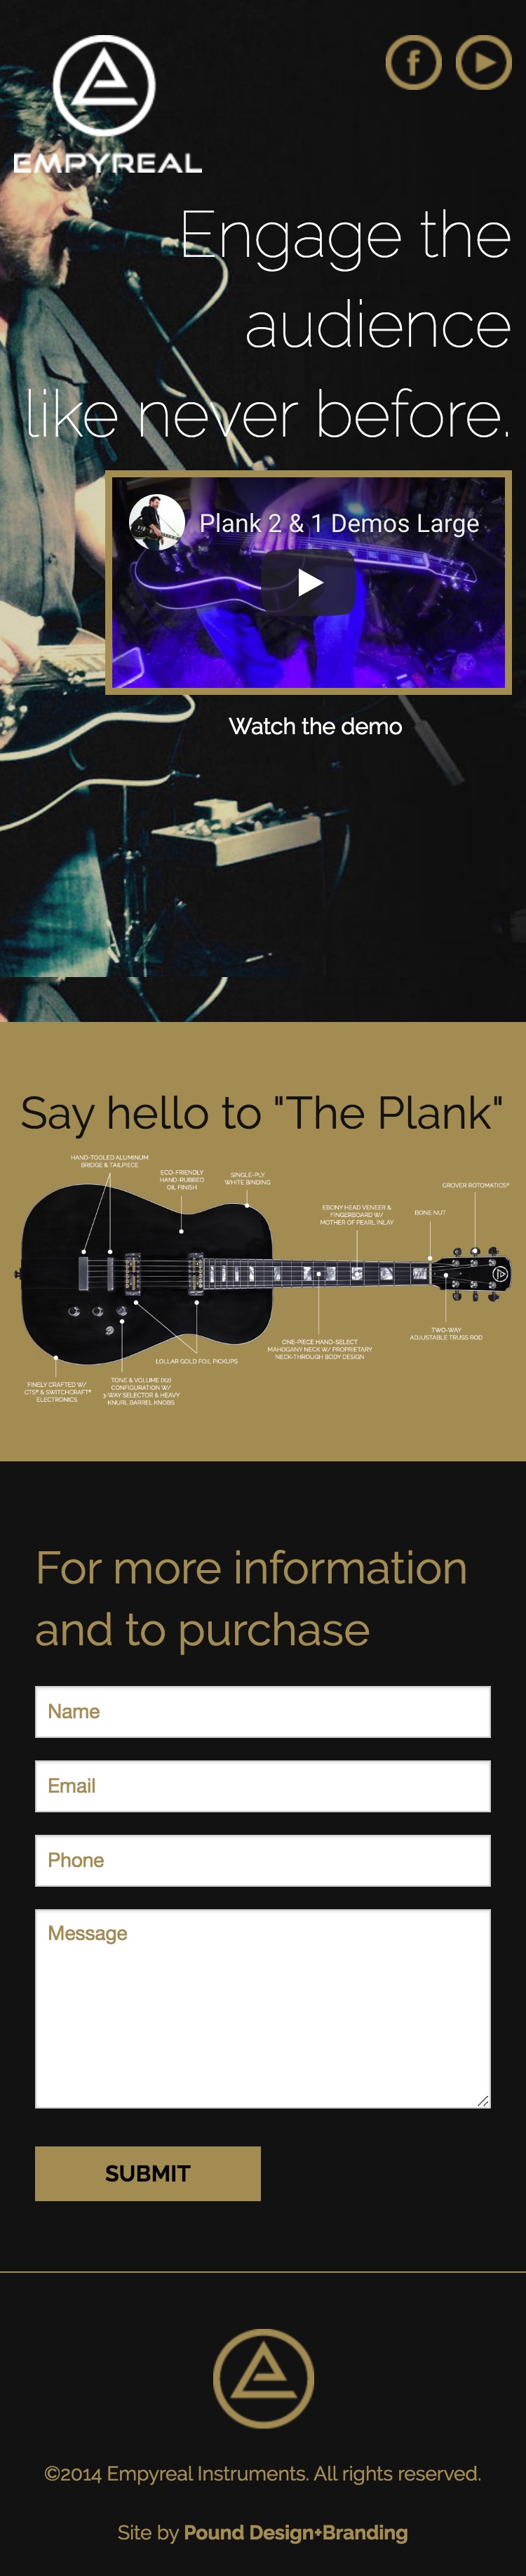 EMPYREAL
Engage the
audience
like never before.
Plank 2 & 1 Demos Large
Watch the demo
Say hello to "The Plank"
HAND-TOOLED ALUMINUM
BRIDGE & TAILPIECE
ECO-FRIENDLY
HAND-RUBBED
OIL FINISH
SINGLE-PLY
WHITE BINDING
EBONY HEAD VENEER &
FINGERBOARD W/
MOTHER OF PEARL INLAY
BONE NUT
GROVER ROTOMATICS®
TWO-WAY
ADJUSTABLE TRUSS ROD
ONE-PIECE HAND-SELECT
MAHOGANY NECK W/ PROPRIETARY
NECK-THROUGH BODY DESIGN
LOLLAR GOLD FOIL PICKUPS
TONE & VOLUME (X2)
CONFIGURATION W/
3-WAY SELECTOR & HEAVY
KNURL BARREL KNOBS
FINELY CRAFTED W/
CTS® & SWITCHCRAFT®
ELECTRONICS
For more information
and to purchase
Name
Email
Phone
Message
SUBMIT
©2014 Empyreal Instruments. All rights reserved.
Site by Pound Design+Branding